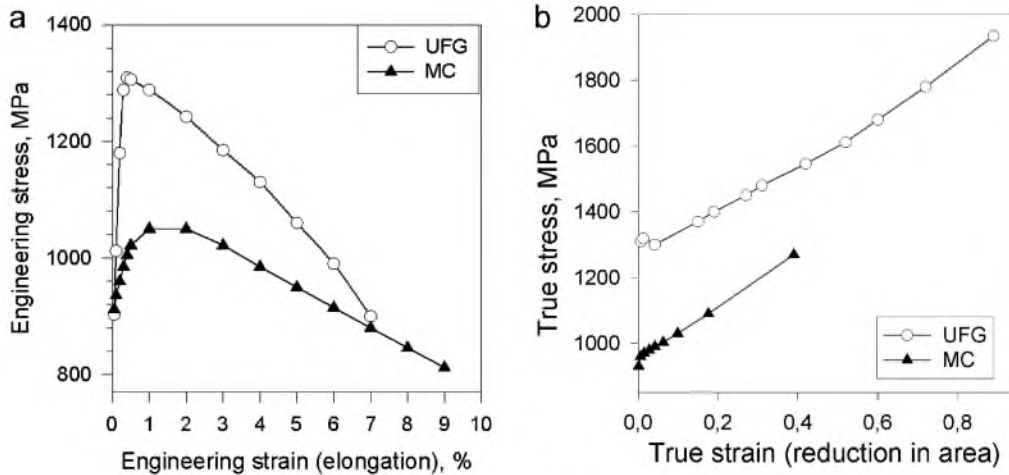 a
1400
1200
1000
800
Engineering stress, MPa
0 1 2 3 4 5 6 7 8 9 10
Engineering strain (elongation), %
UFG
MC
b
2000
1800
1600
1400
1200
1000
True stress, MPa
0,0 0,2 0,4 0,6 0,8
True strain (reduction in area)
UFG
MC